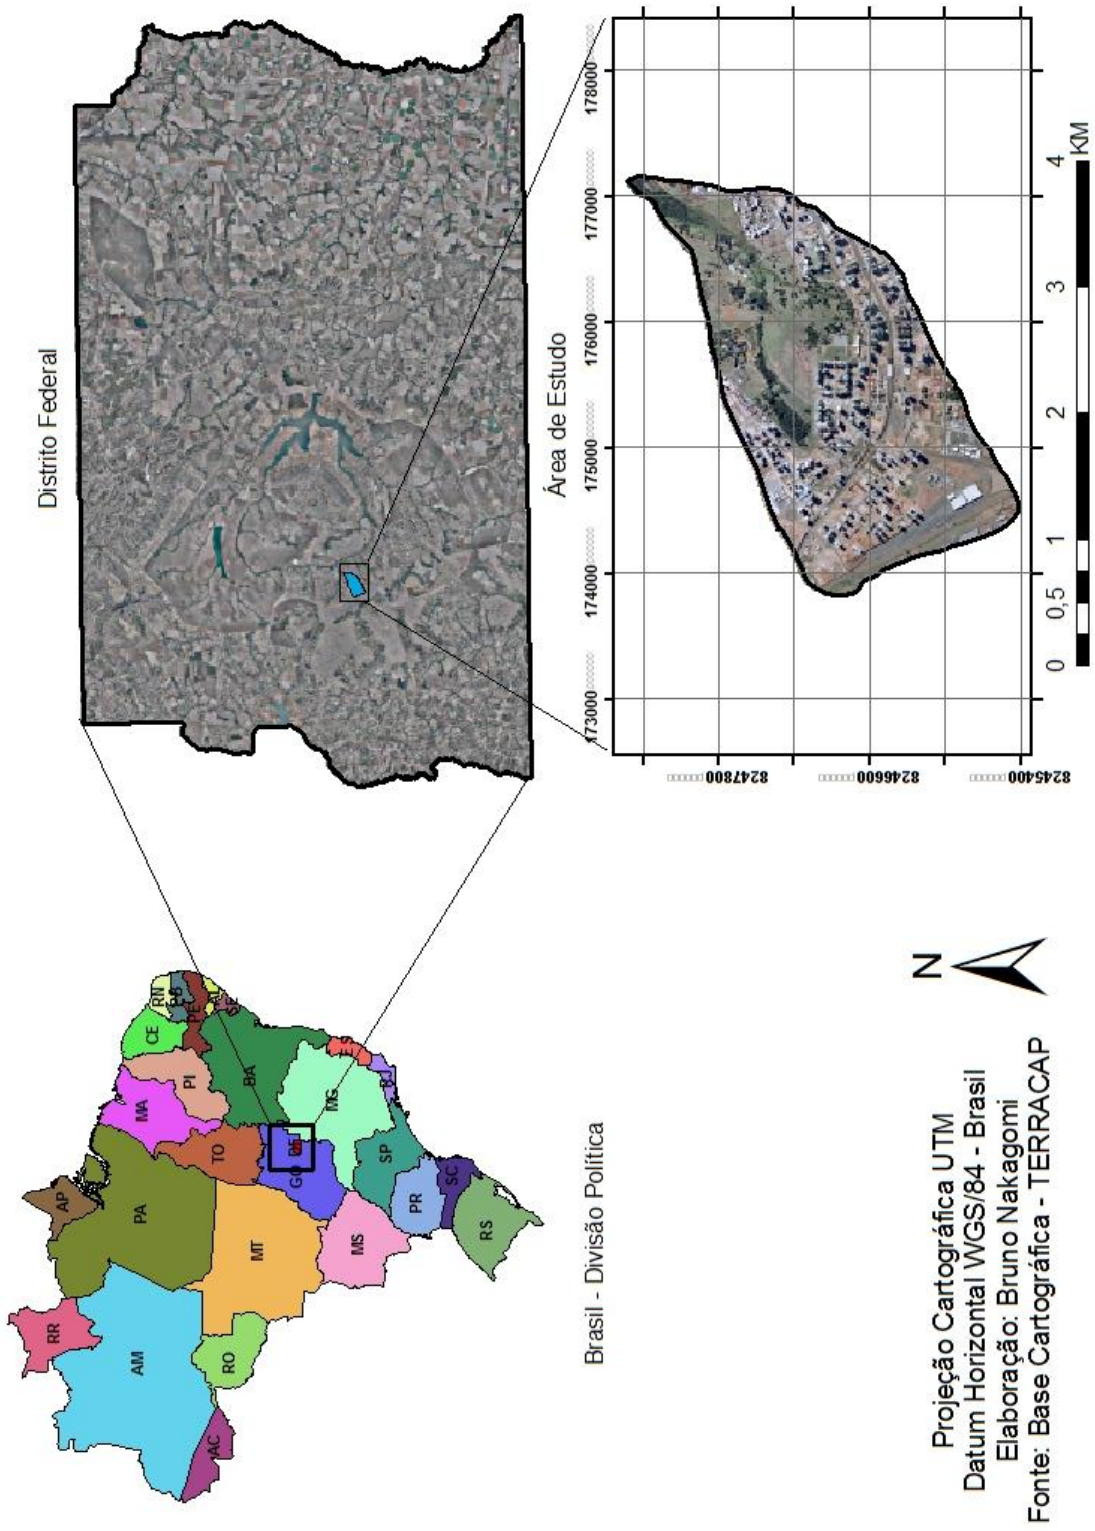 Distrito Federal
RR
AP
AM
PA
MA
CE
RN
PB
PE
AL
SE
PI
BA
TO
AC
RO
MT
GO
DF
MG
ES
MS
SP
RJ
PR
SC
RS
Brasil - Divisão Política
Área de Estudo
173000
174000
175000
176000
177000
178000
8247800
8246600
8245400
0 0,5 1 2 3 4
KM
N
Projeção Cartográfica UTM
Datum Horizontal WGS/84 - Brasil
Elaboração: Bruno Nakagomi
Fonte: Base Cartográfica - TERRACAP